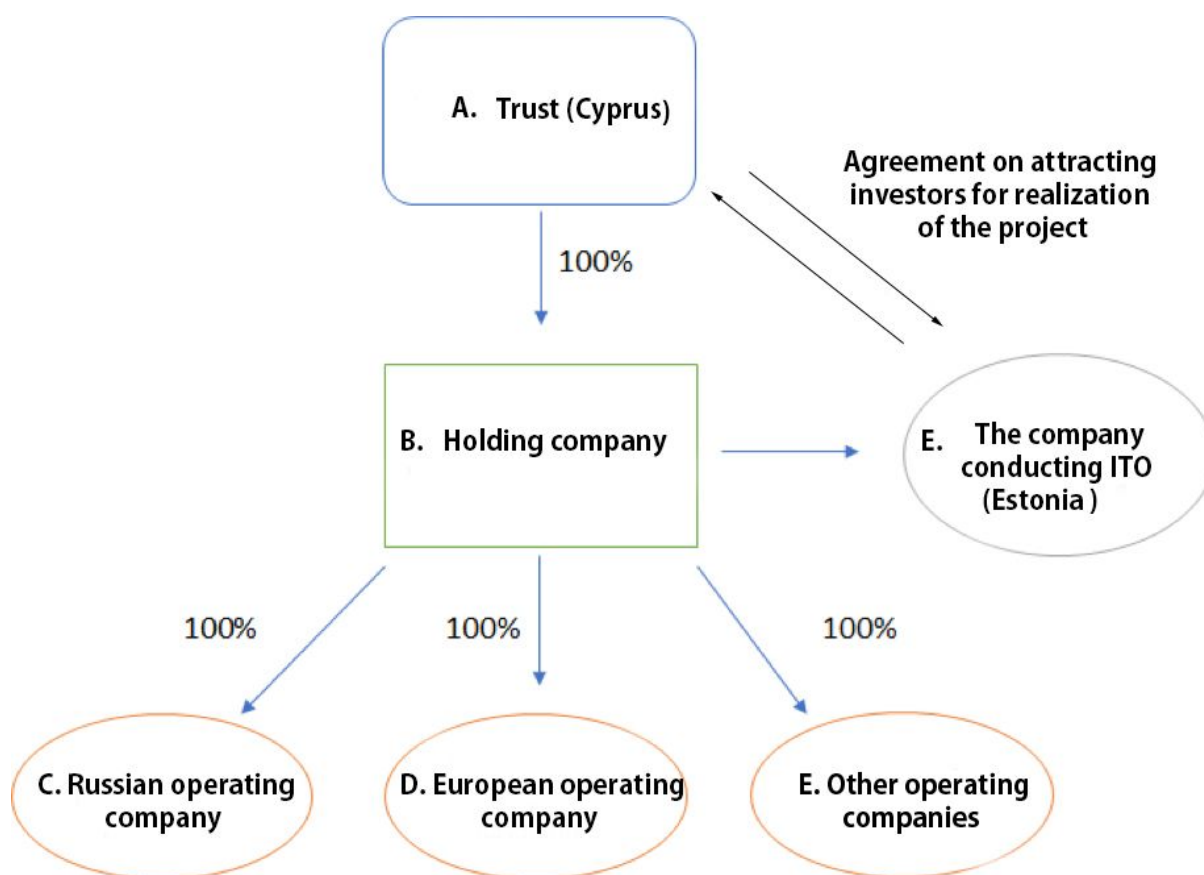 A. Trust (Cyprus)
Agreement on attracting
investors for realization
of the project
100%
B. Holding company
E. The company
conducting ITO
(Estonia )
100%
100%
100%
C. Russian operating
company
D. European operating
company
E. Other operating
companies